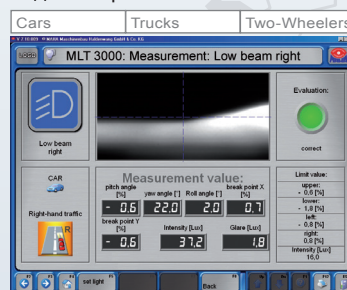 Cars Trucks Two-Wheelers
MLT 3000: Measurement: Low beam right
Low beam
right
Evaluation:
correct
CAR
Right-hand traffic
Measurement value:
pitch angle [%] yaw angle [°] Roll angle [°] break point X [%]
- 0,6 22,0 2,0 0,7
break point Y [%] Intensity [Lux] Glare [Lux]
- 0,6 37,2 1,8
Limit value:
upper:
- 0,6 [%]
lower:
- 1,8 [%]
left:
- 0,8 [%]
right:
0,8 [%]
Intensity [Lux]
16,0
set light
Back